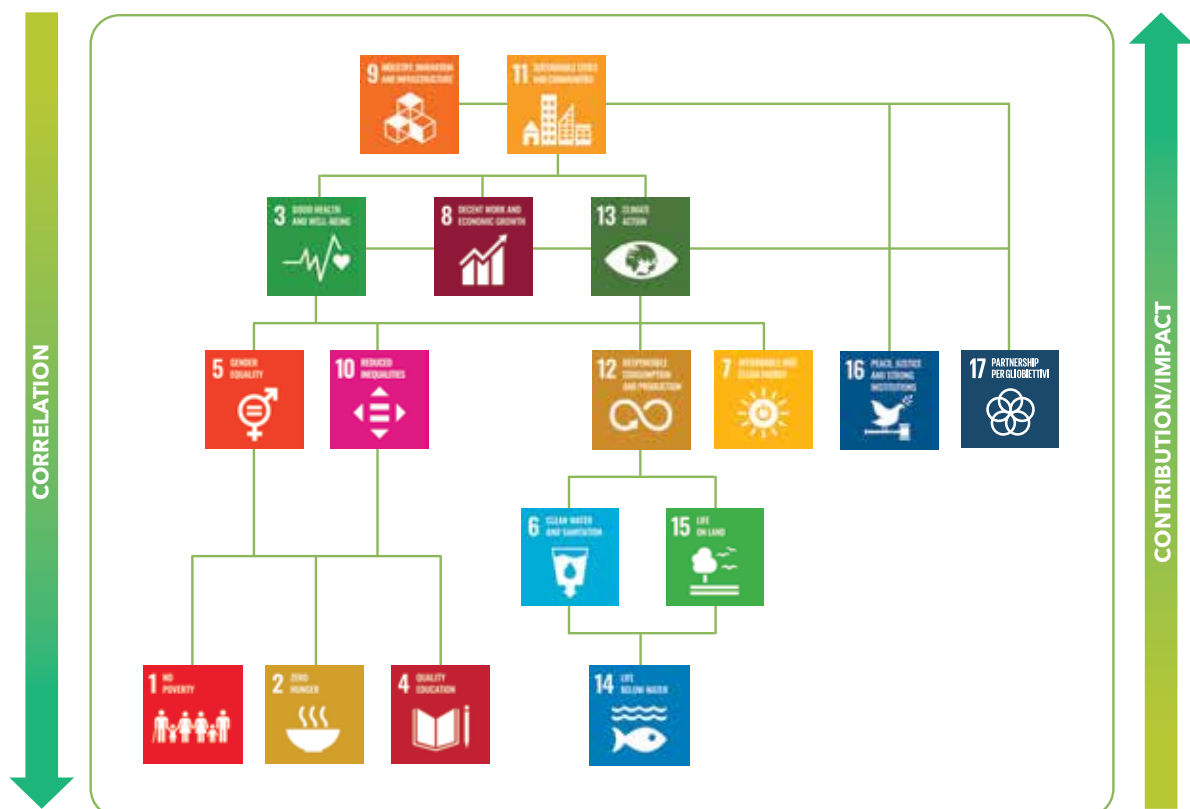 CORRELATION
9 INDUSTRY, INNOVATION
AND INFRASTRUCTURE
11 SUSTAINABLE CITIES
AND COMMUNITIES
3 GOOD HEALTH
AND WELL-BEING
8 DECENT WORK AND
ECONOMIC GROWTH
13 CLIMATE
ACTION
5 GENDER
EQUALITY
10 REDUCED
INEQUALITIES
12 RESPONSIBLE
CONSUMPTION
AND PRODUCTION
7 AFFORDABLE AND
CLEAN ENERGY
16 PEACE, JUSTICE
AND STRONG
INSTITUTIONS
17 PARTNERSHIP
PER GLI OBIETTIVI
6 CLEAN WATER
AND SANITATION
15 LIFE
ON LAND
1 NO
POVERTY
2 ZERO
HUNGER
4 QUALITY
EDUCATION
14 LIFE
BELOW WATER
CONTRIBUTION/IMPACT